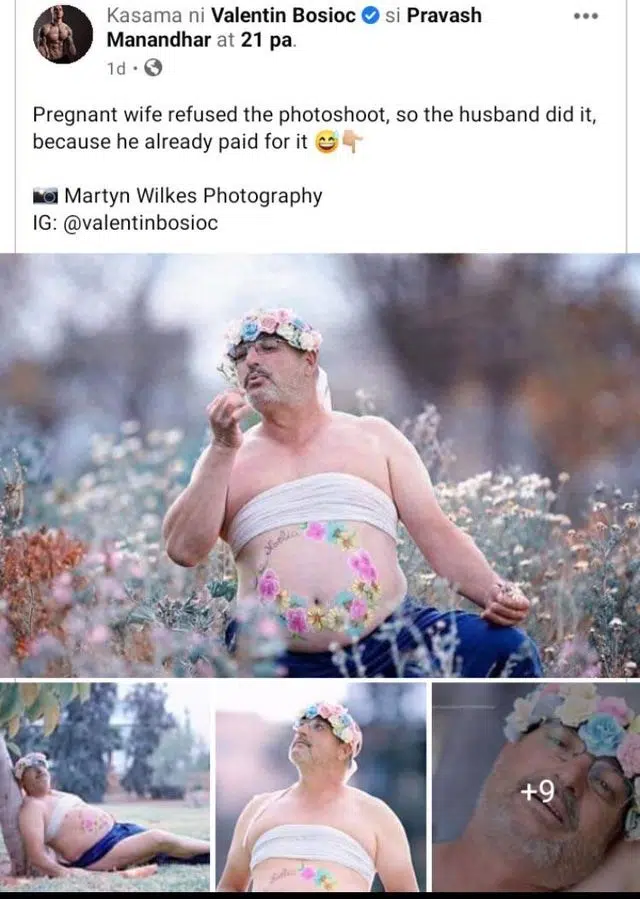 Kasama ni Valentin Bosioc si Pravash
Manandhar at 21 pa.
1d ·
Pregnant wife refused the photoshoot, so the husband did it,
because he already paid for it 😅👇🏼
📷 Martyn Wilkes Photography
IG: @valentinbosioc
+9